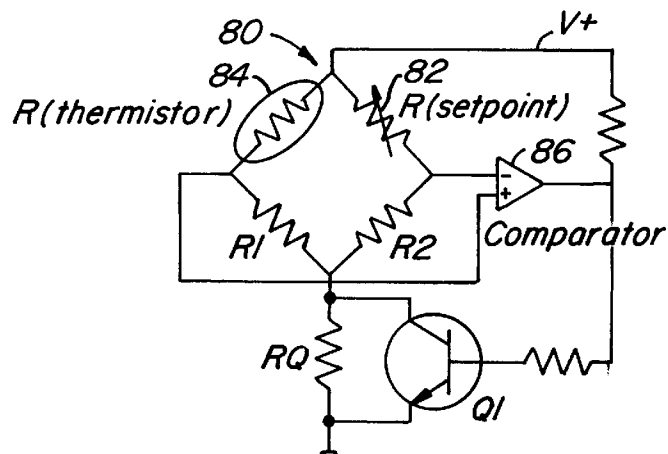 80
V+
84
82
R(thermistor)
R(setpoint)
86
-
+
Comparator
R1
R2
RQ
Q1